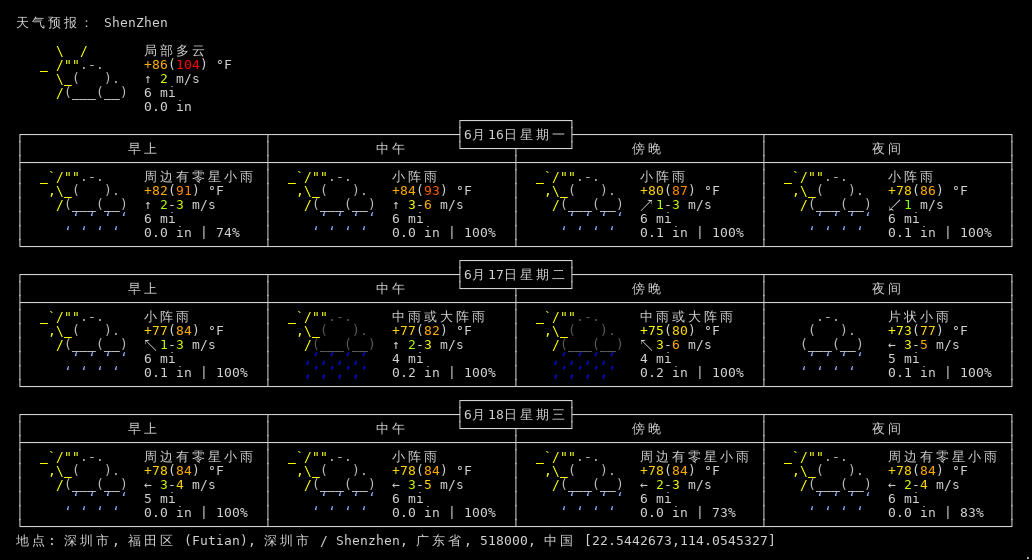 天气预报： ShenZhen
局部多云
+86(104) °F
↑ 2 m/s
6 mi
0.0 in
6月16日星期一
早上 中午 傍晚 夜间
周边有零星小雨 小阵雨 小阵雨 小阵雨
+82(91) °F +84(93) °F +80(87) °F +78(86) °F
↑ 2-3 m/s ↑ 3-6 m/s ↗ 1-3 m/s ↙ 1 m/s
6 mi 6 mi 6 mi 6 mi
0.0 in | 74% 0.0 in | 100% 0.1 in | 100% 0.1 in | 100%
6月17日星期二
早上 中午 傍晚 夜间
小阵雨 中雨或大阵雨 中雨或大阵雨 片状小雨
+77(84) °F +77(82) °F +75(80) °F +73(77) °F
↖ 1-3 m/s ↑ 2-3 m/s ↖ 3-6 m/s ← 3-5 m/s
6 mi 4 mi 4 mi 5 mi
0.1 in | 100% 0.2 in | 100% 0.2 in | 100% 0.1 in | 100%
6月18日星期三
早上 中午 傍晚 夜间
周边有零星小雨 小阵雨 周边有零星小雨 周边有零星小雨
+78(84) °F +78(84) °F +78(84) °F +78(84) °F
← 3-4 m/s ← 3-5 m/s ← 2-3 m/s ← 2-4 m/s
5 mi 6 mi 6 mi 6 mi
0.0 in | 100% 0.0 in | 100% 0.0 in | 73% 0.0 in | 83%
地点: 深圳市, 福田区 (Futian), 深圳市 / Shenzhen, 广东省, 518000, 中国 [22.5442673,114.0545327]